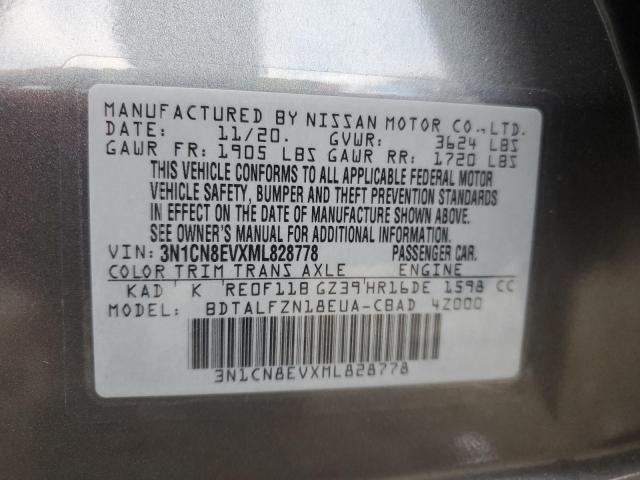 MANUFACTURED BY NISSAN MOTOR CO.,LTD.
DATE: 11/20. GVWR: 3624 LBS
GAWR FR: 1905 LBS GAWR RR: 1720 LBS
THIS VEHICLE CONFORMS TO ALL APPLICABLE FEDERAL MOTOR
VEHICLE SAFETY, BUMPER AND THEFT PREVENTION STANDARDS
IN EFFECT ON THE DATE OF MANUFACTURE SHOWN ABOVE.
SEE OWNER'S MANUAL FOR ADDITIONAL INFORMATION.
VIN: 3N1CN8EVXML828778 PASSENGER CAR.
COLOR TRIM TRANS AXLE ENGINE
KAD ' K ' RE0F11B GZ39 ' HR16DE 1598 CC
MODEL: BDTALFZN18EUA-CBAD 4Z000
3N1CN8EVXML828778